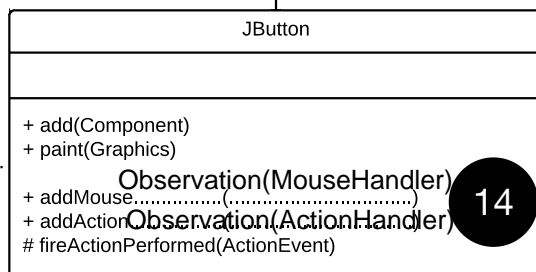 JButton
+ add(Component)
+ paint(Graphics)
Observation(MouseHandler)
+ addMouse................(..................................)
+ addAction................(..................................)
Observation(ActionHandler)
# fireActionPerformed(ActionEvent)
14